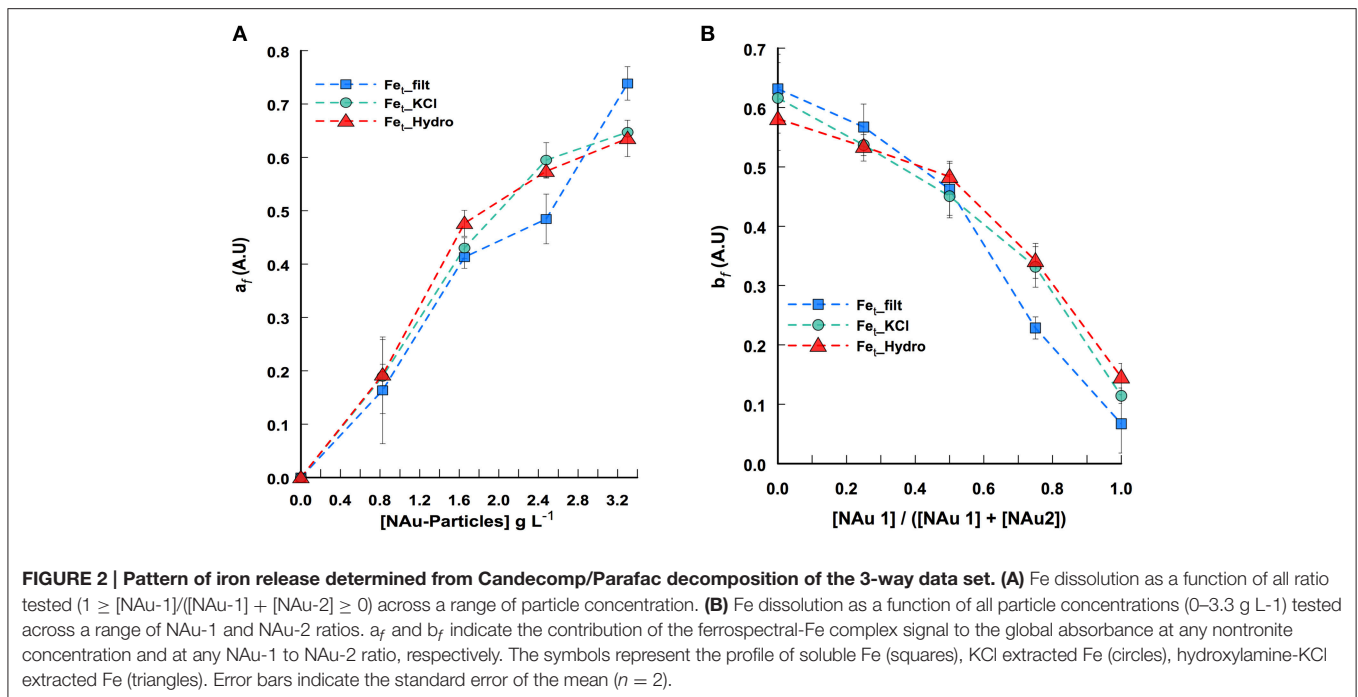 A
0.8
0.7
0.6
0.5
0.4
0.3
0.2
0.1
0.0
a_f (A.U)
Fe_t_filt
Fe_t_KCl
Fe_t_Hydro
0.0 0.4 0.8 1.2 1.6 2.0 2.4 2.8 3.2
[NAu-Particles] g L⁻¹
B
0.7
0.6
0.5
0.4
0.3
0.2
0.1
0.0
b_f (A.U)
Fe_t_filt
Fe_t_KCl
Fe_t_Hydro
0.0 0.2 0.4 0.6 0.8 1.0
[NAu 1] / ([NAu 1] + [NAu2])
FIGURE 2 | Pattern of iron release determined from Candecomp/Parafac decomposition of the 3-way data set. (A) Fe dissolution as a function of all ratio
tested (1 ≥ [NAu-1]/([NAu-1] + [NAu-2] ≥ 0) across a range of particle concentration. (B) Fe dissolution as a function of all particle concentrations (0–3.3 g L-1) tested
across a range of NAu-1 and NAu-2 ratios. a_f and b_f indicate the contribution of the ferrospectral-Fe complex signal to the global absorbance at any nontronite
concentration and at any NAu-1 to NAu-2 ratio, respectively. The symbols represent the profile of soluble Fe (squares), KCl extracted Fe (circles), hydroxylamine-KCl
extracted Fe (triangles). Error bars indicate the standard error of the mean (n = 2).